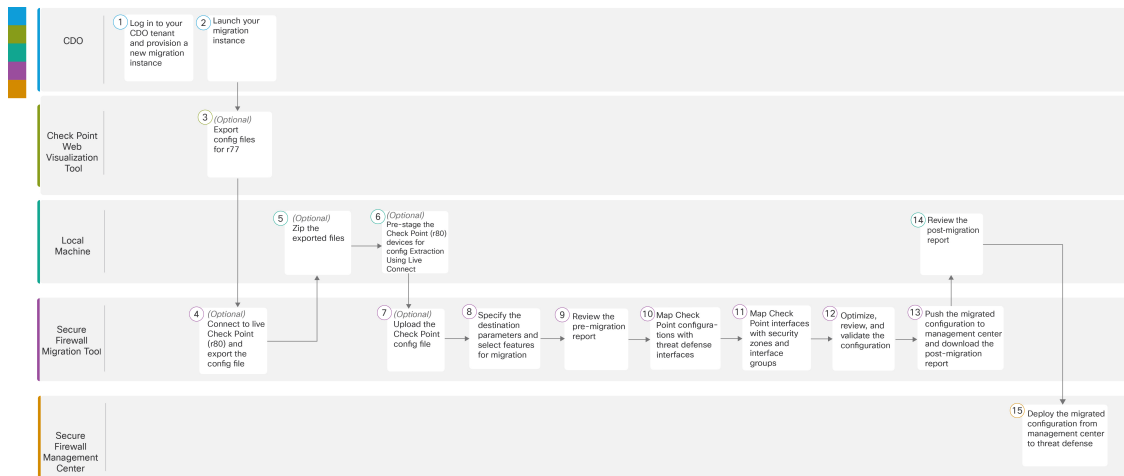 CDO
1
Log in to your
CDO tenant
and provision a
new migration
instance
2
Launch your
migration
instance
Check Point
Web
Visualization
Tool
3
(Optional)
Export
config files
for r77
Local
Machine
5
(Optional)
Zip the
exported files
6
(Optional)
Pre-stage the
Check Point (r80)
devices for
config Extraction
Using Live
Connect
14
Review the
post-migration
report
Secure
Firewall
Migration Tool
4
(Optional)
Connect to live
Check Point
(r80) and
export the
config file
7
(Optional)
Upload the
Check Point
config file
8
Specify the
destination
parameters and
select features
for migration
9
Review the
pre-migration
report
10
Map Check
Point configura-
tions with
threat defense
interfaces
11
Map Check
Point interfaces
with security
zones and
interface
groups
12
Optimize,
review, and
validate the
configuration
13
Push the migrated
configuration to
management center
and download the
post-migration
report
Secure
Firewall
Management
Center
15
Deploy the migrated
configuration from
management center
to threat defense